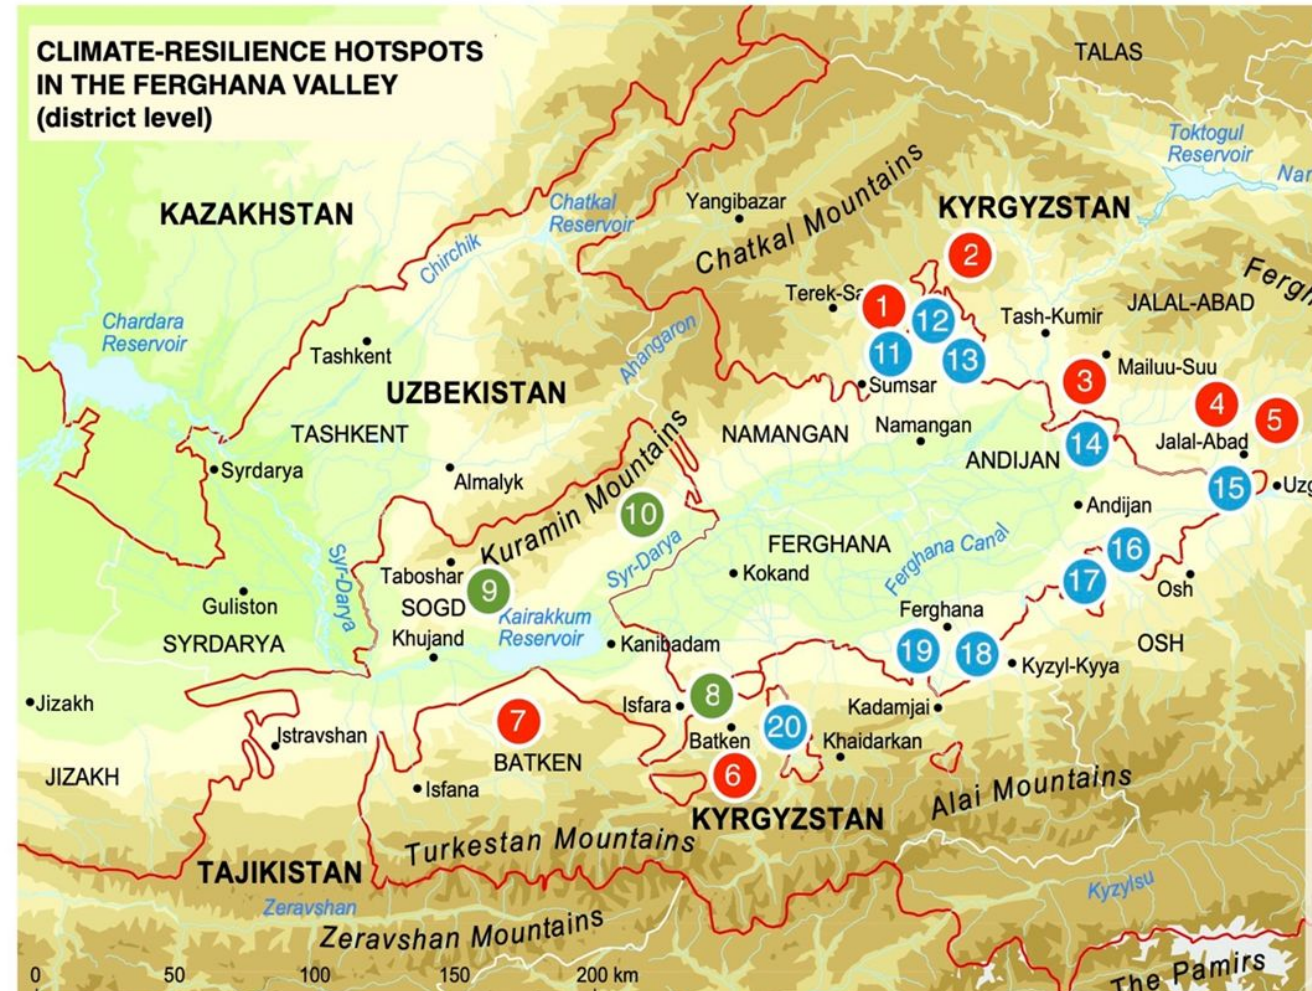 CLIMATE-RESILIENCE HOTSPOTS
IN THE FERGHANA VALLEY
(district level)
TALAS
Toktogul
Reservoir
Nar
KAZAKHSTAN
Chatkal
Reservoir
Yangibazar
Chatkal Mountains
KYRGYZSTAN
Chirchik
2
Fergh
Terek-Sa
1
12
Tash-Kumir
JALAL-ABAD
Chardara
Reservoir
Tashkent
Ahangaron
11
13
Mailuu-Suu
UZBEKISTAN
Sumsar
3
4
5
TASHKENT
NAMANGAN
Namangan
14
Jalal-Abad
ANDIJAN
Syrdarya
Almalyk
Kuramin Mountains
15
Uzg
10
Andijan
Syr-Darya
FERGHANA
Ferghana Canal
16
Syr-Darya
Taboshar
9
Kokand
17
Osh
Guliston
SOGD
Kairakkum
Reservoir
Ferghana
SYRDARYA
Khujand
Kanibadam
19
18
OSH
Kyzyl-Kyya
Jizakh
Isfara
8
Kadamjai
7
20
Istravshan
Batken
Khaidarkan
BATKEN
JIZAKH
6
Isfana
Alai Mountains
KYRGYZSTAN
Turkestan Mountains
TAJIKISTAN
Kyzylsu
Zeravshan
Zeravshan Mountains
The Pamirs
0 50 100 150 200 km